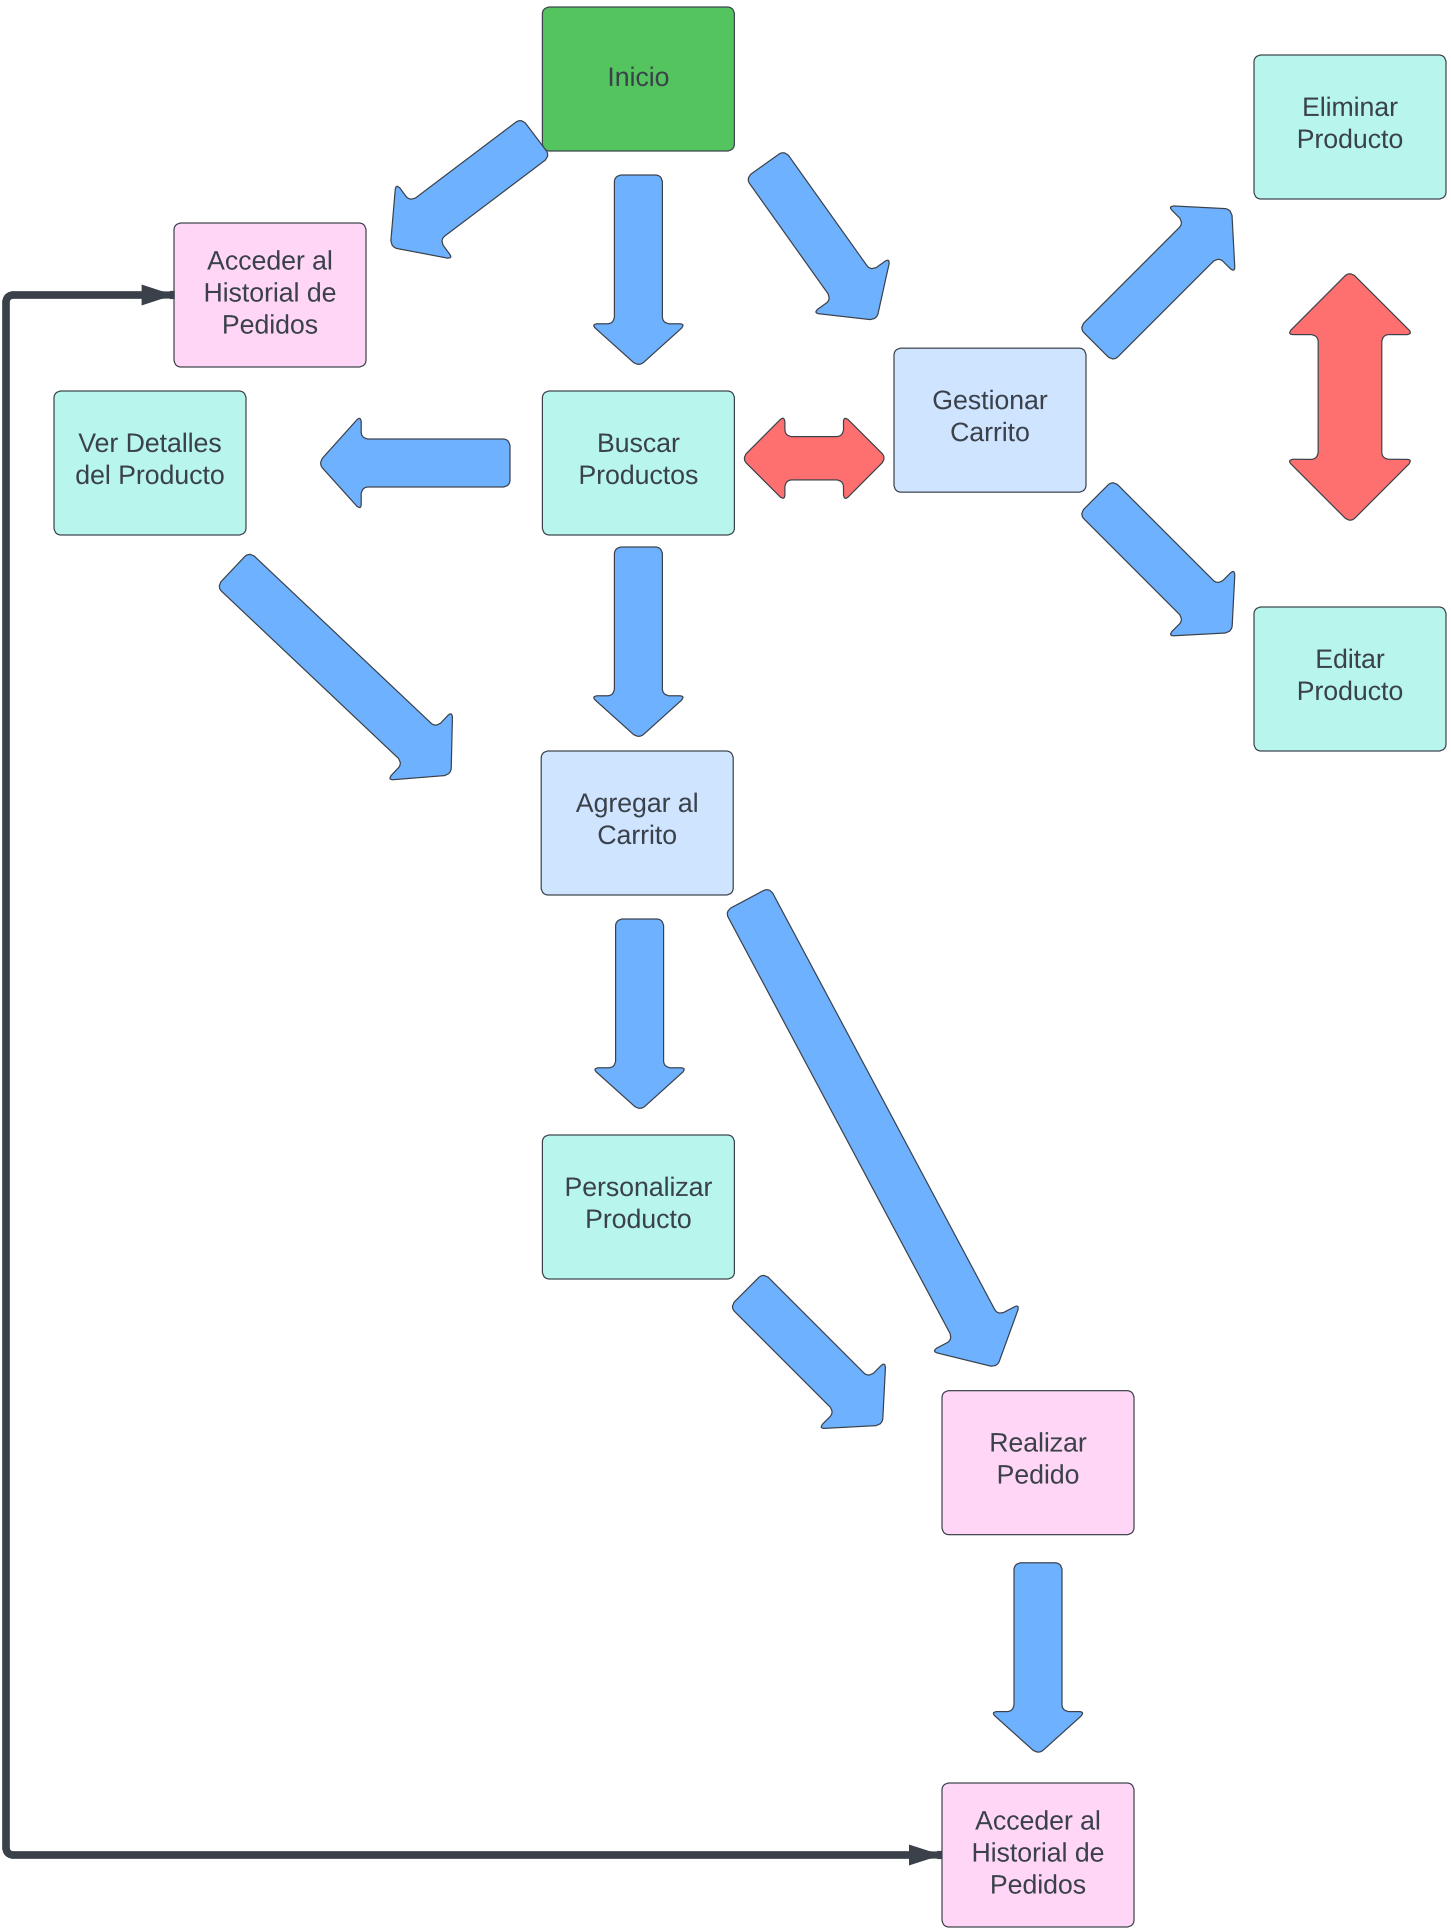 Inicio
Eliminar
Producto
Acceder al
Historial de
Pedidos
Ver Detalles
del Producto
Buscar
Productos
Gestionar
Carrito
Editar
Producto
Agregar al
Carrito
Personalizar
Producto
Realizar
Pedido
Acceder al
Historial de
Pedidos